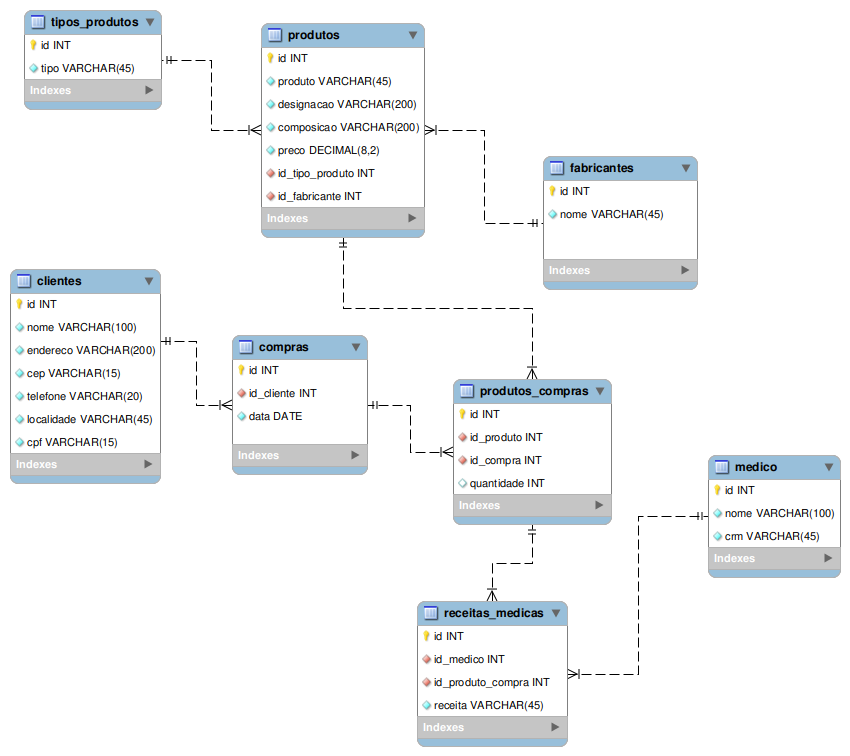 tipos_produtos
id INT
tipo VARCHAR(45)
Indexes
produtos
id INT
produto VARCHAR(45)
designacao VARCHAR(200)
composicao VARCHAR(200)
preco DECIMAL(8,2)
id_tipo_produto INT
id_fabricante INT
Indexes
fabricantes
id INT
nome VARCHAR(45)
Indexes
clientes
id INT
nome VARCHAR(100)
endereco VARCHAR(200)
cep VARCHAR(15)
telefone VARCHAR(20)
localidade VARCHAR(45)
cpf VARCHAR(15)
Indexes
compras
id INT
id_cliente INT
data DATE
Indexes
produtos_compras
id INT
id_produto INT
id_compra INT
quantidade INT
Indexes
medico
id INT
nome VARCHAR(100)
crm VARCHAR(45)
Indexes
receitas_medicas
id INT
id_medico INT
id_produto_compra INT
receita VARCHAR(45)
Indexes